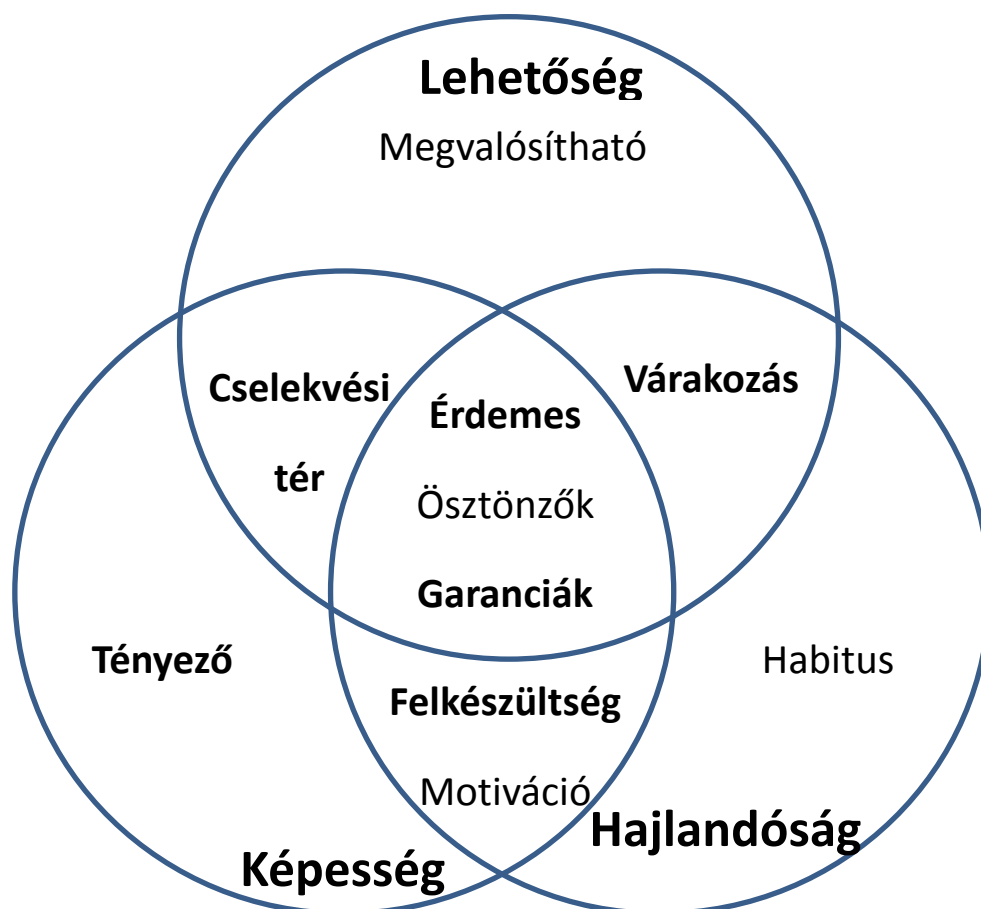 Lehetőség
Megvalósítható
Cselekvési
tér
Érdemes
Ösztönzők
Garanciák
Várakozás
Tényező
Felkészültség
Motiváció
Habitus
Hajlandóság
Képesség